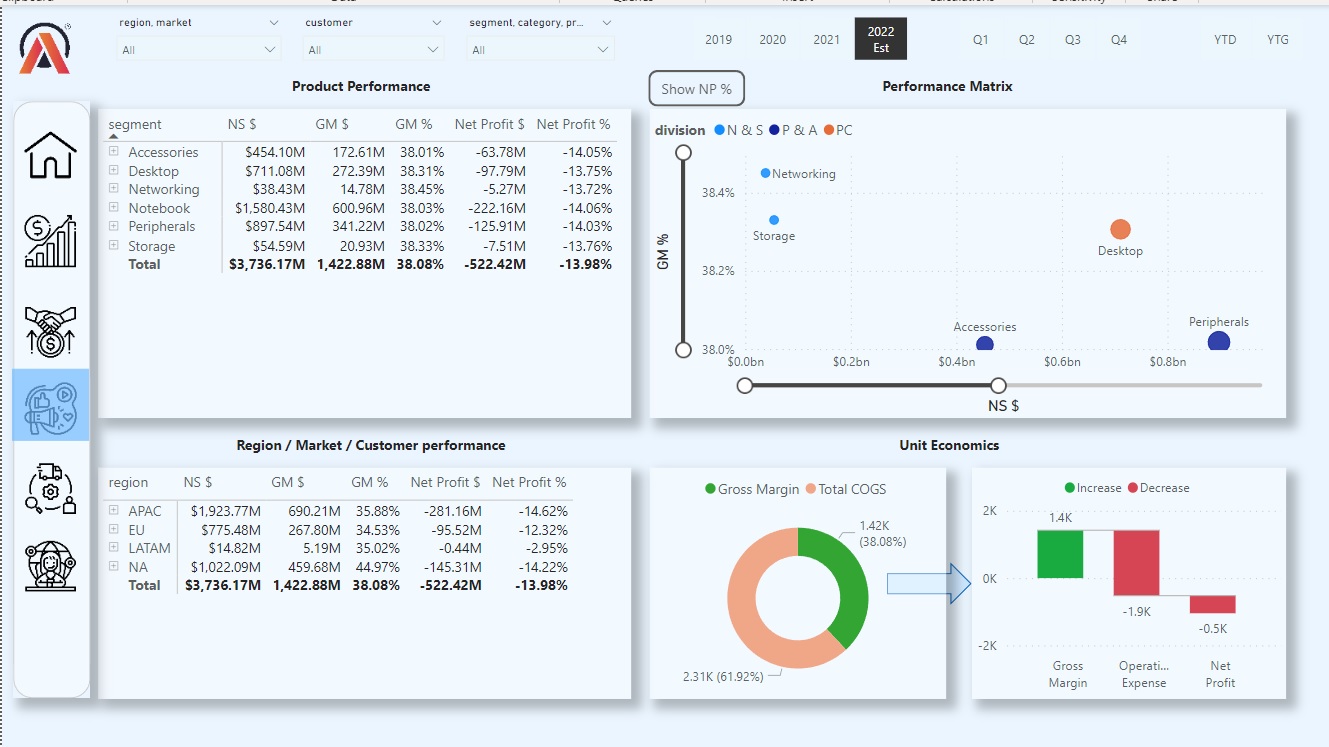 Clipboard Data Queries Insert Calculations Sensitivity Share
region, market customer segment, category, pr...
All All All
2019 2020 2021 2022 Est Q1 Q2 Q3 Q4 YTD YTG
Product Performance
segment NS $ GM $ GM % Net Profit $ Net Profit %
Accessories $454.10M 172.61M 38.01% -63.78M -14.05%
Desktop $711.08M 272.39M 38.31% -97.79M -13.75%
Networking $38.43M 14.78M 38.45% -5.27M -13.72%
Notebook $1,580.43M 600.96M 38.03% -222.16M -14.06%
Peripherals $897.54M 341.22M 38.02% -125.91M -14.03%
Storage $54.59M 20.93M 38.33% -7.51M -13.76%
Total $3,736.17M 1,422.88M 38.08% -522.42M -13.98%
Show NP %
Performance Matrix
division N & S P & A PC
GM %
38.4%
38.2%
38.0%
Networking
Storage
Desktop
Accessories
Peripherals
$0.0bn $0.2bn $0.4bn $0.6bn $0.8bn
NS $
Region / Market / Customer performance
region NS $ GM $ GM % Net Profit $ Net Profit %
APAC $1,923.77M 690.21M 35.88% -281.16M -14.62%
EU $775.48M 267.80M 34.53% -95.52M -12.32%
LATAM $14.82M 5.19M 35.02% -0.44M -2.95%
NA $1,022.09M 459.68M 44.97% -145.31M -14.22%
Total $3,736.17M 1,422.88M 38.08% -522.42M -13.98%
Unit Economics
Gross Margin Total COGS
1.42K
(38.08%)
2.31K (61.92%)
Increase Decrease
2K
0K
-2K
1.4K
-1.9K
-0.5K
Gross Operati... Net
Margin Expense Profit